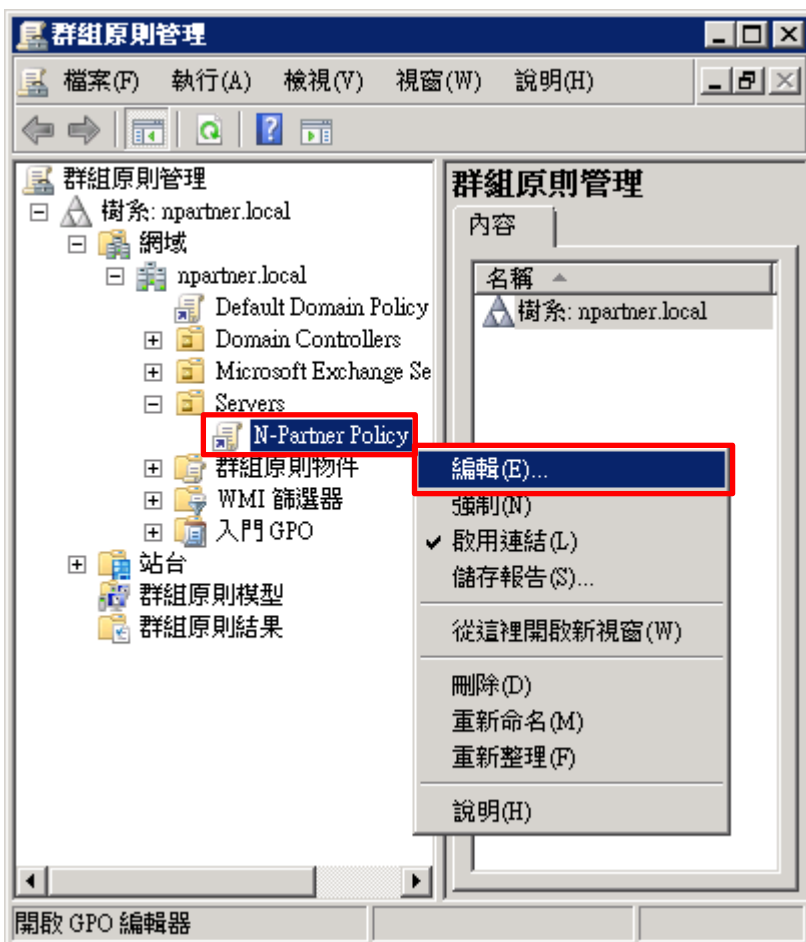 群組原則管理
檔案(F) 執行(A) 檢視(V) 視窗(W) 說明(H)
群組原則管理
樹系: npartner.local
網域
npartner.local
Default Domain Policy
Domain Controllers
Microsoft Exchange Se
Servers
N-Partner Policy
群組原則物件
WMI 篩選器
入門 GPO
站台
群組原則模型
群組原則結果
群組原則管理
內容
名稱
樹系: npartner.local
編輯(E)...
強制(N)
啟用連結(L)
儲存報告(S)...
從這裡開啟新視窗(W)
刪除(D)
重新命名(M)
重新整理(F)
說明(H)
開啟 GPO 編輯器